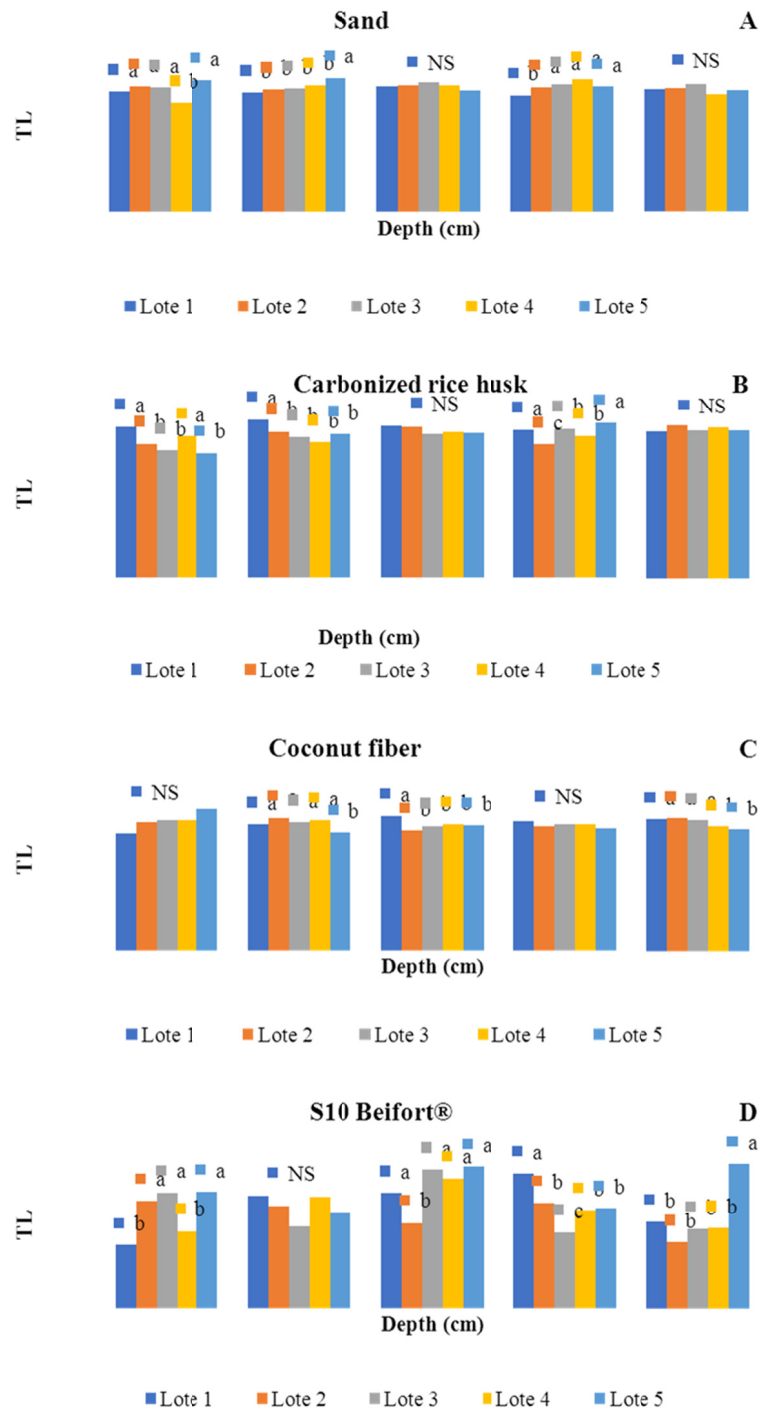 Sand A
a a a b a
b b b b a
NS
b a a a a
NS
TL
Depth (cm)
Lote 1 Lote 2 Lote 3 Lote 4 Lote 5
Carbonized rice husk B
a b b a b
a b b b b
NS
a c b b a
NS
TL
Depth (cm)
Lote 1 Lote 2 Lote 3 Lote 4 Lote 5
Coconut fiber C
NS
a a a b
a b b b b
NS
a a b b
TL
Depth (cm)
Lote 1 Lote 2 Lote 3 Lote 4 Lote 5
S10 Beifort® D
b a a b a
NS
a b a a a
a b c b b
b b b b a
TL
Depth (cm)
Lote 1 Lote 2 Lote 3 Lote 4 Lote 5